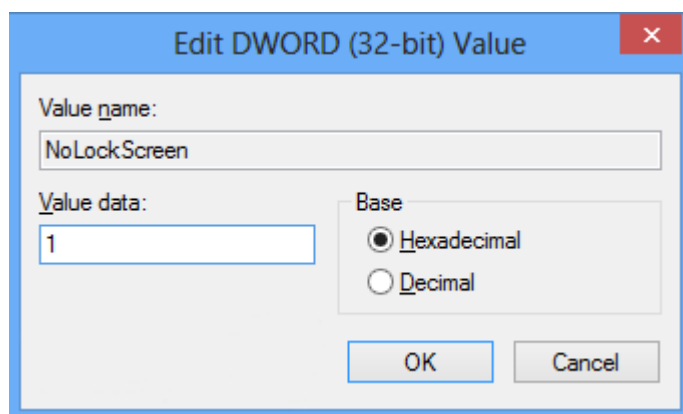 Edit DWORD (32-bit) Value
Value name:
NoLockScreen
Value data:
1
Base
Hexadecimal
Decimal
OK
Cancel